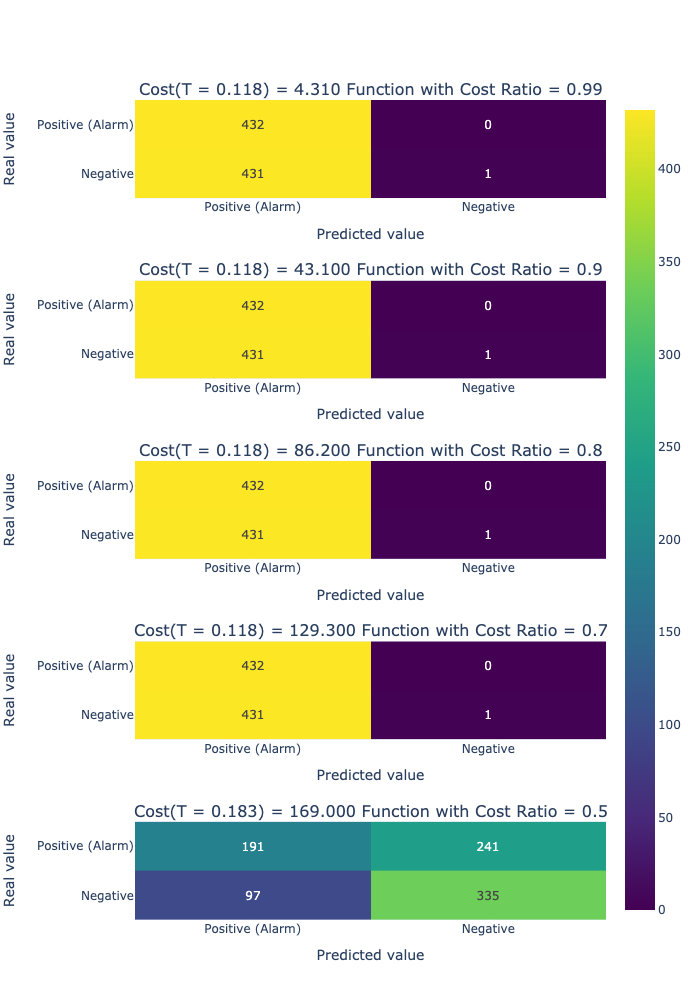 Cost(T = 0.118) = 4.310 Function with Cost Ratio = 0.99
Real value
Positive (Alarm)
432
0
Negative
431
1
Positive (Alarm)
Negative
Predicted value
Cost(T = 0.118) = 43.100 Function with Cost Ratio = 0.9
Real value
Positive (Alarm)
432
0
Negative
431
1
Positive (Alarm)
Negative
Predicted value
Cost(T = 0.118) = 86.200 Function with Cost Ratio = 0.8
Real value
Positive (Alarm)
432
0
Negative
431
1
Positive (Alarm)
Negative
Predicted value
Cost(T = 0.118) = 129.300 Function with Cost Ratio = 0.7
Real value
Positive (Alarm)
432
0
Negative
431
1
Positive (Alarm)
Negative
Predicted value
Cost(T = 0.183) = 169.000 Function with Cost Ratio = 0.5
Real value
Positive (Alarm)
191
241
Negative
97
335
Positive (Alarm)
Negative
Predicted value
400
350
300
250
200
150
100
50
0